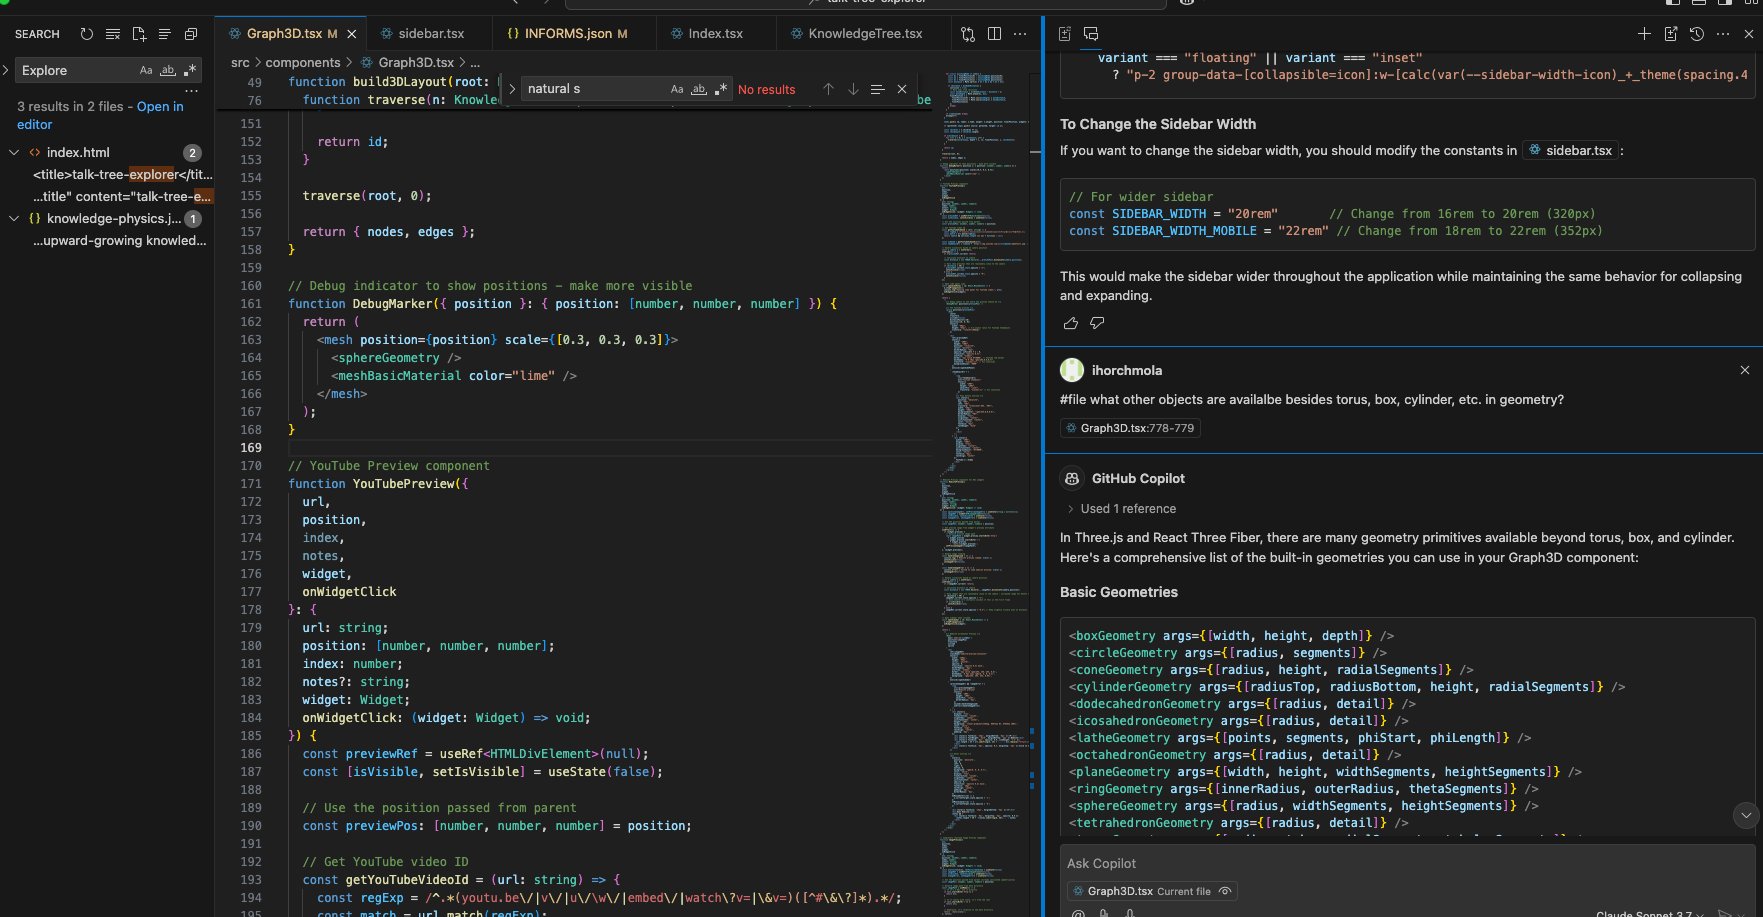 SEARCH
Explore
3 results in 2 files - Open in
editor
index.html 2
<title>talk-tree-explorer</tit...
...title" content="talk-tree-e...
{} knowledge-physics.j... 1
...upward-growing knowled...
Graph3D.tsx M
sidebar.tsx
{} INFORMS.json M
Index.tsx
KnowledgeTree.tsx
src > components > Graph3D.tsx > ...
natural s
Aa ab No results
49 function build3DLayout(root:
76 function traverse(n: Knowle
151
152 return id;
153 }
154
155 traverse(root, 0);
156
157 return { nodes, edges };
158 }
159
160 // Debug indicator to show positions – make more visible
161 function DebugMarker({ position }: { position: [number, number, number] }) {
162 return (
163 <mesh position={position} scale={[0.3, 0.3, 0.3]}>
164 <sphereGeometry />
165 <meshBasicMaterial color="lime" />
166 </mesh>
167 );
168 }
169
170 // YouTube Preview component
171 function YouTubePreview({
172 url,
173 position,
174 index,
175 notes,
176 widget,
177 onWidgetClick
178 }: {
179 url: string;
180 position: [number, number, number];
181 index: number;
182 notes?: string;
183 widget: Widget;
184 onWidgetClick: (widget: Widget) => void;
185 }) {
186 const previewRef = useRef<HTMLDivElement>(null);
187 const [isVisible, setIsVisible] = useState(false);
188
189 // Use the position passed from parent
190 const previewPos: [number, number, number] = position;
191
192 // Get YouTube video ID
193 const getYouTubeVideoId = (url: string) => {
194 const regExp = /^.*(youtu.be\/|v\/|u\/\w\/|embed\/|watch\?v=|\&v=)([^#\&\?]*).*/;
195 const match = url.match(regExp);
variant === "floating" || variant === "inset"
? "p-2 group-data-[collapsible=icon]:w-[calc(var(--sidebar-width-icon)_+_theme(spacing.4
To Change the Sidebar Width
If you want to change the sidebar width, you should modify the constants in sidebar.tsx :
// For wider sidebar
const SIDEBAR_WIDTH = "20rem" // Change from 16rem to 20rem (320px)
const SIDEBAR_WIDTH_MOBILE = "22rem" // Change from 18rem to 22rem (352px)
This would make the sidebar wider throughout the application while maintaining the same behavior for collapsing
and expanding.
ihorchmola
#file what other objects are availalbe besides torus, box, cylinder, etc. in geometry?
Graph3D.tsx:778-779
GitHub Copilot
> Used 1 reference
In Three.js and React Three Fiber, there are many geometry primitives available beyond torus, box, and cylinder.
Here's a comprehensive list of the built-in geometries you can use in your Graph3D component:
Basic Geometries
<boxGeometry args={[width, height, depth]} />
<circleGeometry args={[radius, segments]} />
<coneGeometry args={[radius, height, radialSegments]} />
<cylinderGeometry args={[radiusTop, radiusBottom, height, radialSegments]} />
<dodecahedronGeometry args={[radius, detail]} />
<icosahedronGeometry args={[radius, detail]} />
<latheGeometry args={[points, segments, phiStart, phiLength]} />
<octahedronGeometry args={[radius, detail]} />
<planeGeometry args={[width, height, widthSegments, heightSegments]} />
<ringGeometry args={[innerRadius, outerRadius, thetaSegments]} />
<sphereGeometry args={[radius, widthSegments, heightSegments]} />
<tetrahedronGeometry args={[radius, detail]} />
Ask Copilot
Graph3D.tsx Current file
Claude Sonnet 3.7